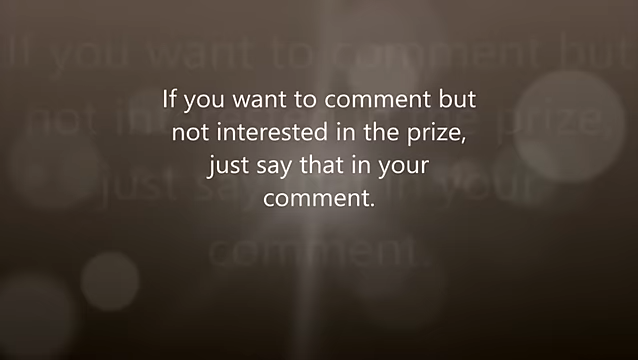 If you want to comment but
not interested in the prize,
just say that in your
comment.